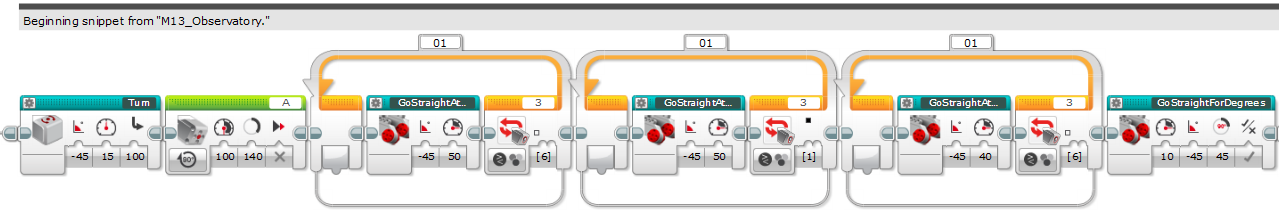 Beginning snippet from "M13_Observatory."
01 01 01
Turn A GoStraightAt... 3 GoStraightAt... 3 GoStraightAt... 3 GoStraightForDegrees
-45 15 100 90° 100 140 -45 50 [6] -45 50 [1] -45 40 [6] 10 -45 45